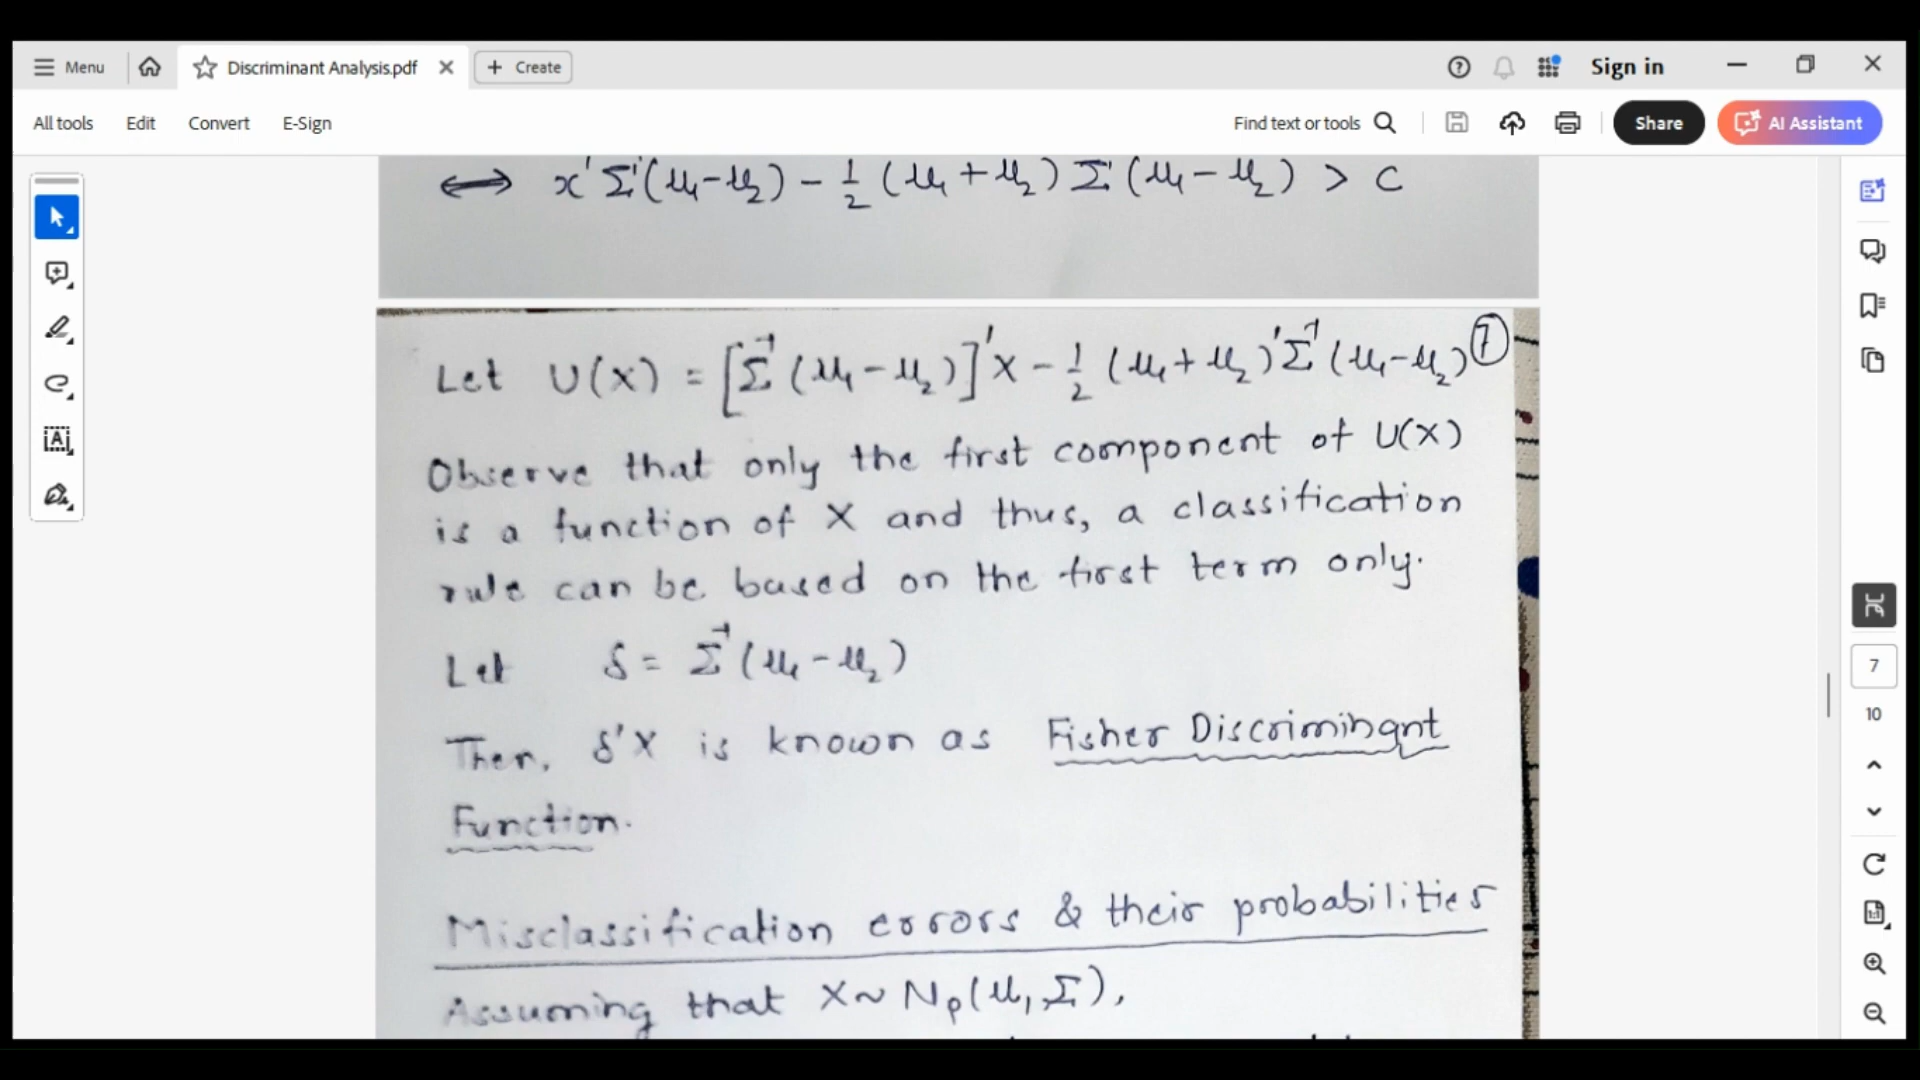 Menu
Discriminant Analysis.pdf
Create
Sign in
All tools Edit Convert E-Sign
Find text or tools
Share
AI Assistant
⟺ x' Σ⁻¹(μ₁-μ₂) - 1/2 (μ₁+μ₂) Σ⁻¹ (μ₁-μ₂) > C
Let U(X) = [Σ⁻¹(μ₁-μ₂)]'X - 1/2 (μ₁+μ₂)'Σ⁻¹(μ₁-μ₂) 7
Observe that only the first component of U(X)
is a function of X and thus, a classification
rule can be based on the first term only.
Let δ = Σ⁻¹(μ₁-μ₂)
Then, δ'X is known as Fisher Discriminant
Function.
Misclassification errors & their probabilities
Assuming that X ~ Nₚ(μ, Σ),
7
10